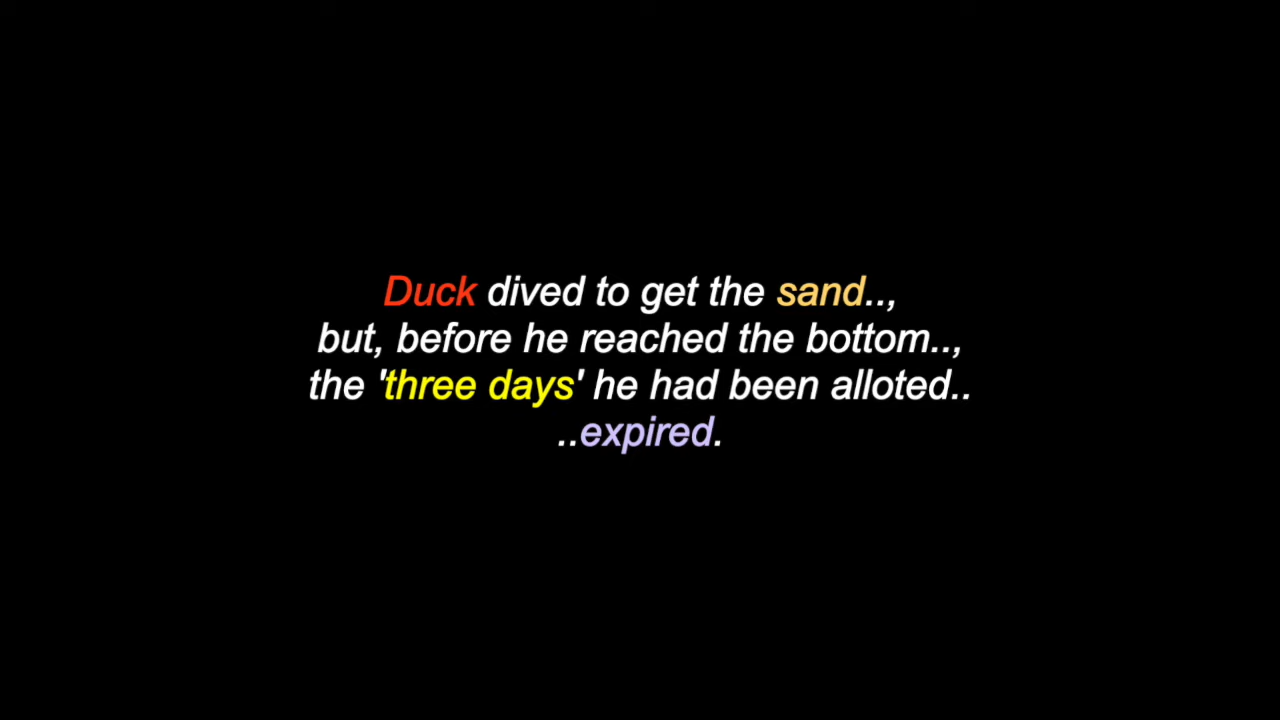 Duck dived to get the sand..,
but, before he reached the bottom..,
the 'three days' he had been alloted..
..expired.